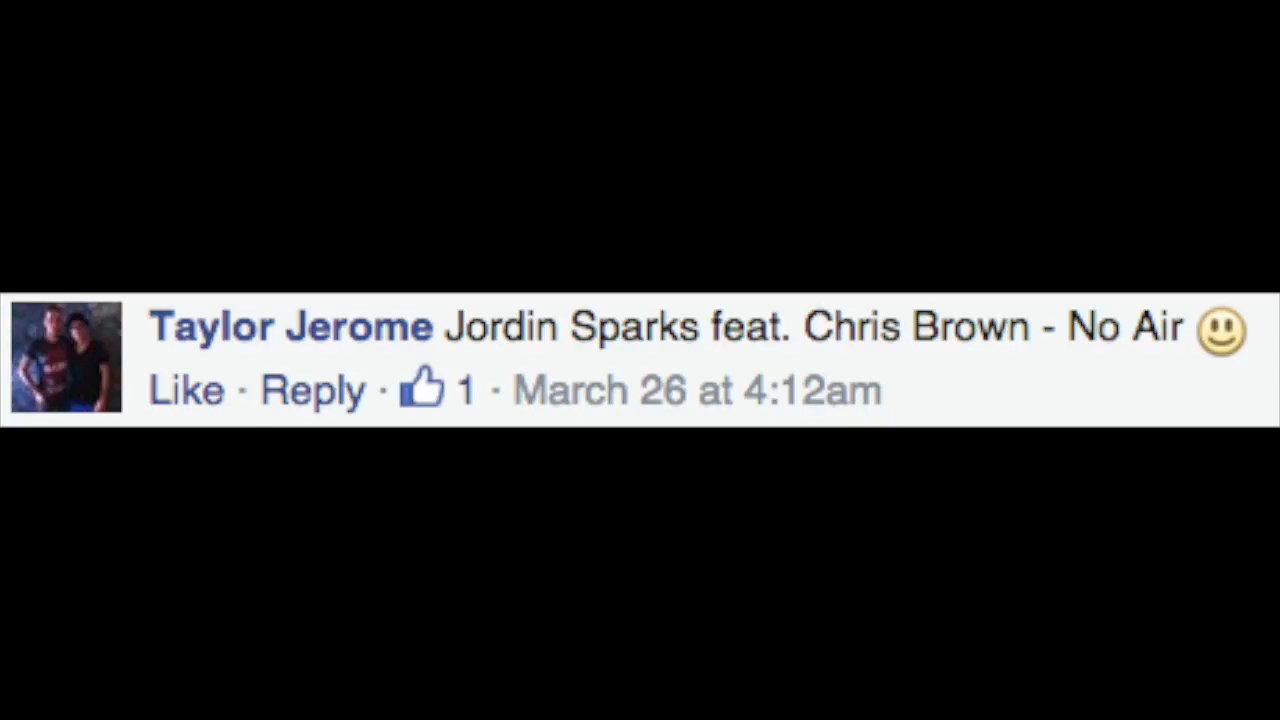 Taylor Jerome Jordin Sparks feat. Chris Brown - No Air
Like · Reply · 1 · March 26 at 4:12am